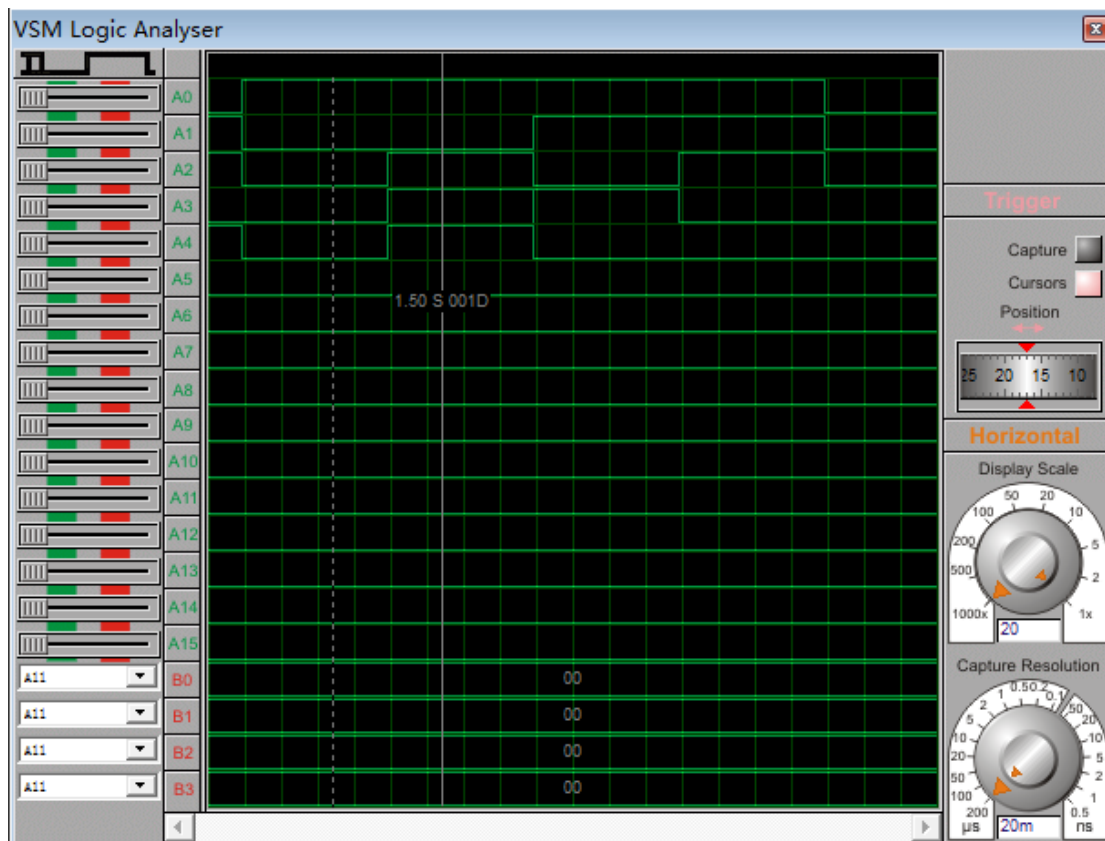 VSM Logic Analyser
A0
A1
A2
A3
A4
A5
A6
A7
A8
A9
A10
A11
A12
A13
A14
A15
A11 B0
A11 B1
A11 B2
A11 B3
1.50 S 001D
00
00
00
00
Trigger
Capture
Cursors
Position
25 20 15 10
Horizontal
Display Scale
1000x 500 200 100 50 20 10 5 2 1x
20
Capture Resolution
200 100 50 20 10 5 2 1 0.5 0.2 0.1 50 20 10 5 2 1 0.5
µs ns
20m